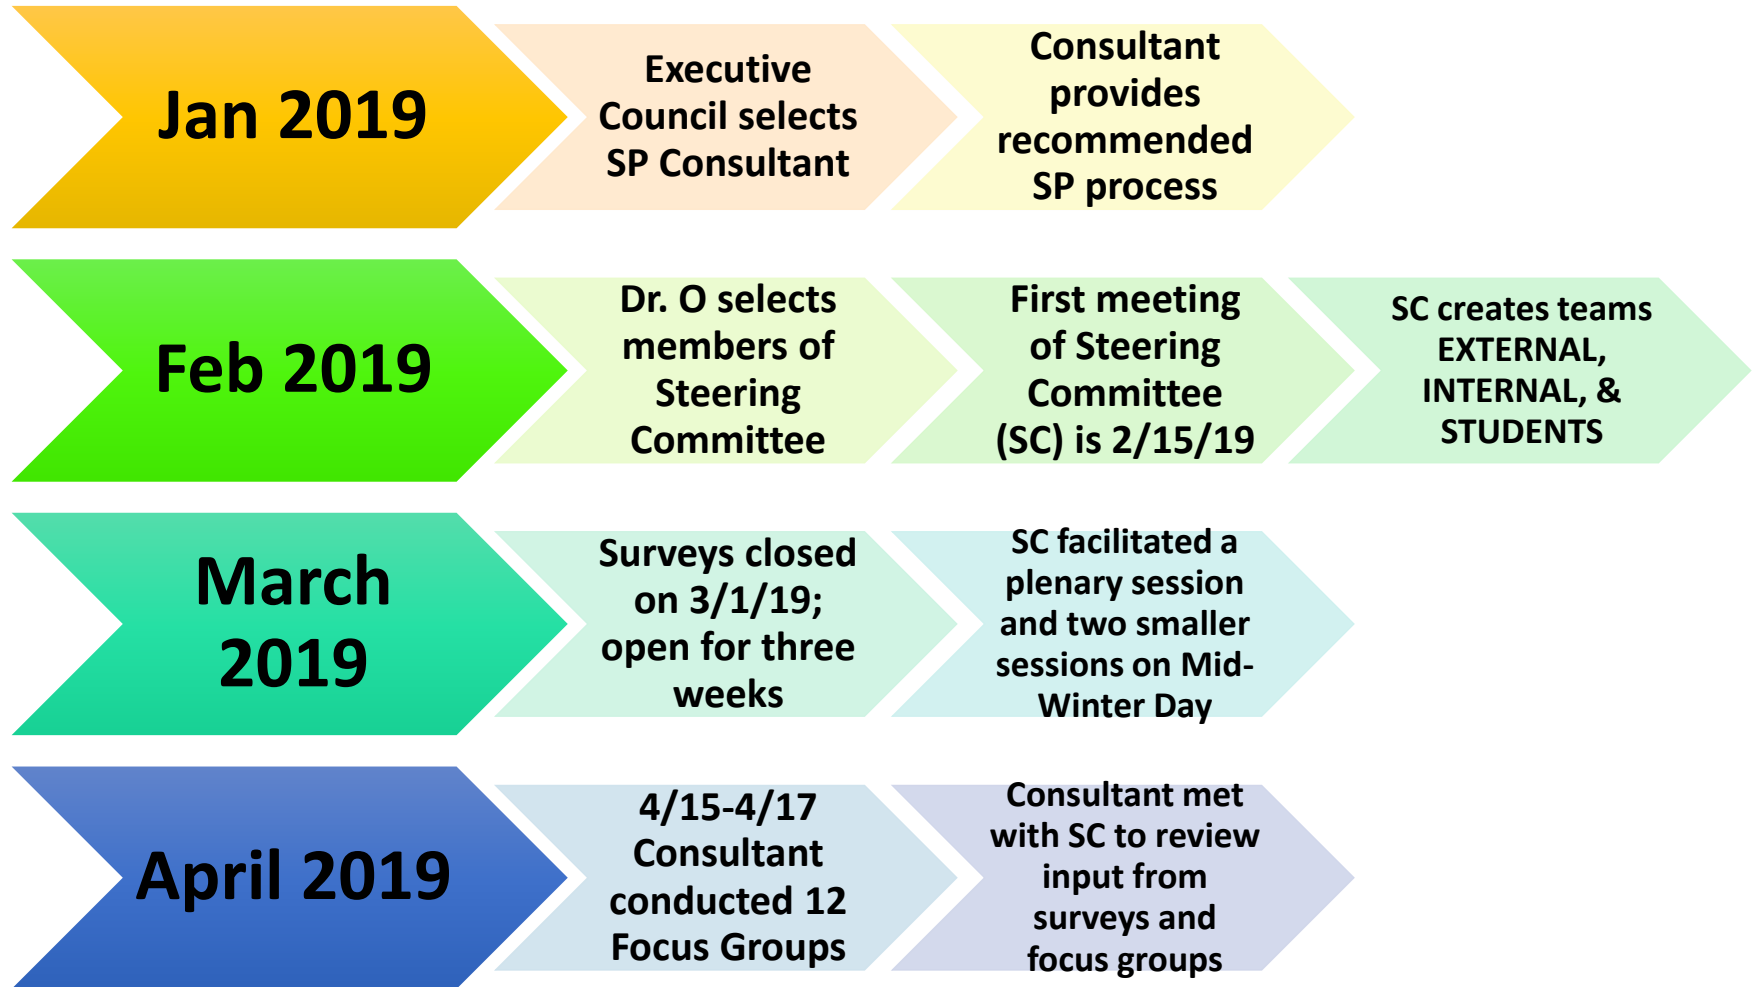 Jan 2019
Executive
Council selects
SP Consultant
Consultant
provides
recommended
SP process
Feb 2019
Dr. O selects
members of
Steering
Committee
First meeting
of Steering
Committee
(SC) is 2/15/19
SC creates teams
EXTERNAL,
INTERNAL, &
STUDENTS
March
2019
Surveys closed
on 3/1/19;
open for three
weeks
SC facilitated a
plenary session
and two smaller
sessions on Mid-
Winter Day
April 2019
4/15-4/17
Consultant
conducted 12
Focus Groups
Consultant met
with SC to review
input from
surveys and
focus groups